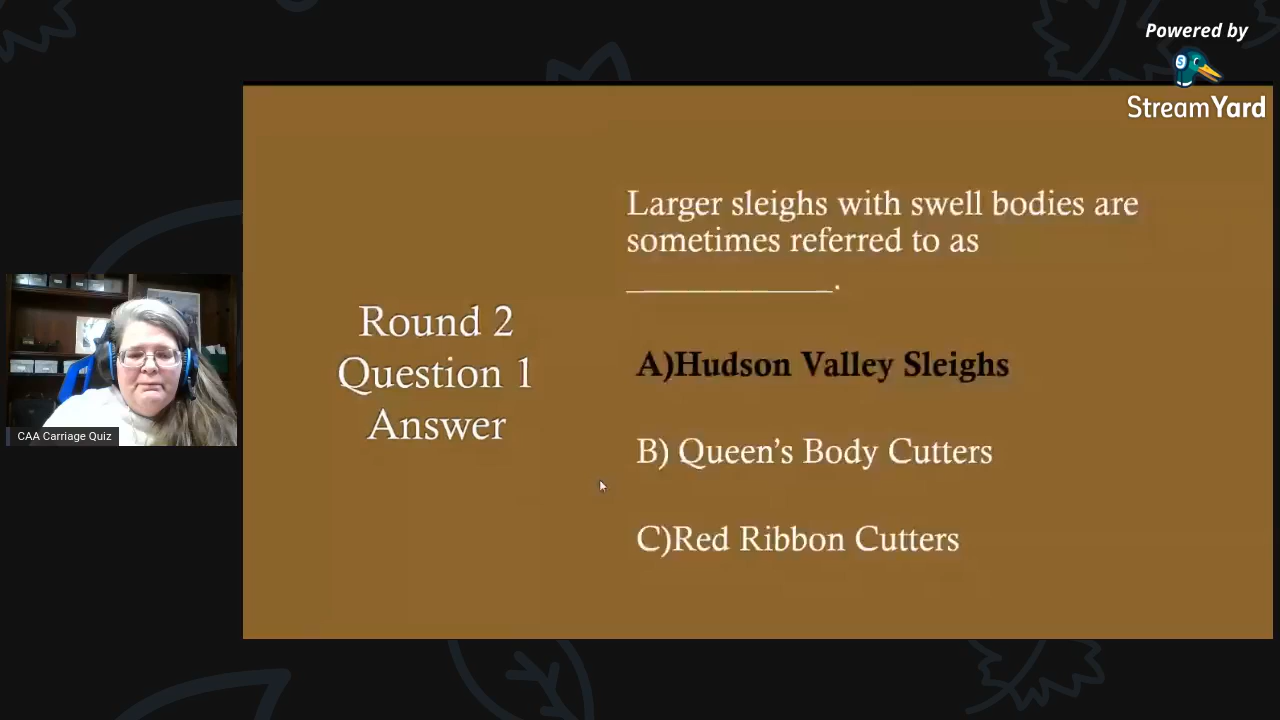 Powered by
StreamYard
Larger sleighs with swell bodies are
sometimes referred to as
____________.
Round 2
Question 1
Answer
A)Hudson Valley Sleighs
B) Queen's Body Cutters
C)Red Ribbon Cutters
CAA Carriage Quiz